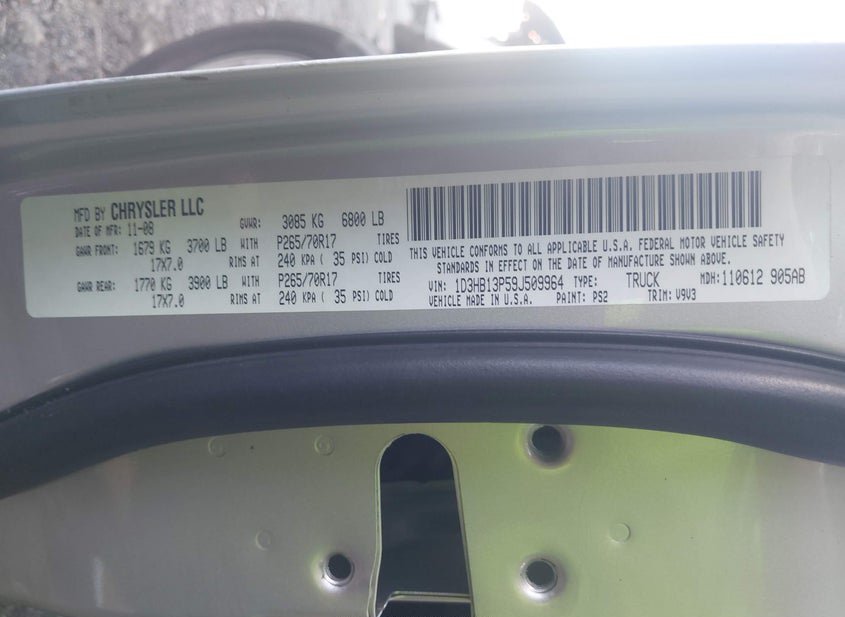 MFD BY CHRYSLER LLC
DATE OF MFR: 11-08 GVWR: 3085 KG 6800 LB
GAWR FRONT: 1679 KG 3700 LB WITH P265/70R17 TIRES
17X7.0 RIMS AT 240 KPA ( 35 PSI) COLD
GAWR REAR: 1770 KG 3900 LB WITH P265/70R17 TIRES
17X7.0 RIMS AT 240 KPA ( 35 PSI) COLD
THIS VEHICLE CONFORMS TO ALL APPLICABLE U.S.A. FEDERAL MOTOR VEHICLE SAFETY
STANDARDS IN EFFECT ON THE DATE OF MANUFACTURE SHOWN ABOVE.
VIN: 1D3HB13P59J509964 TYPE: TRUCK MDH: 110612 905AB
VEHICLE MADE IN U.S.A. PAINT: PS2 TRIM: V9V3